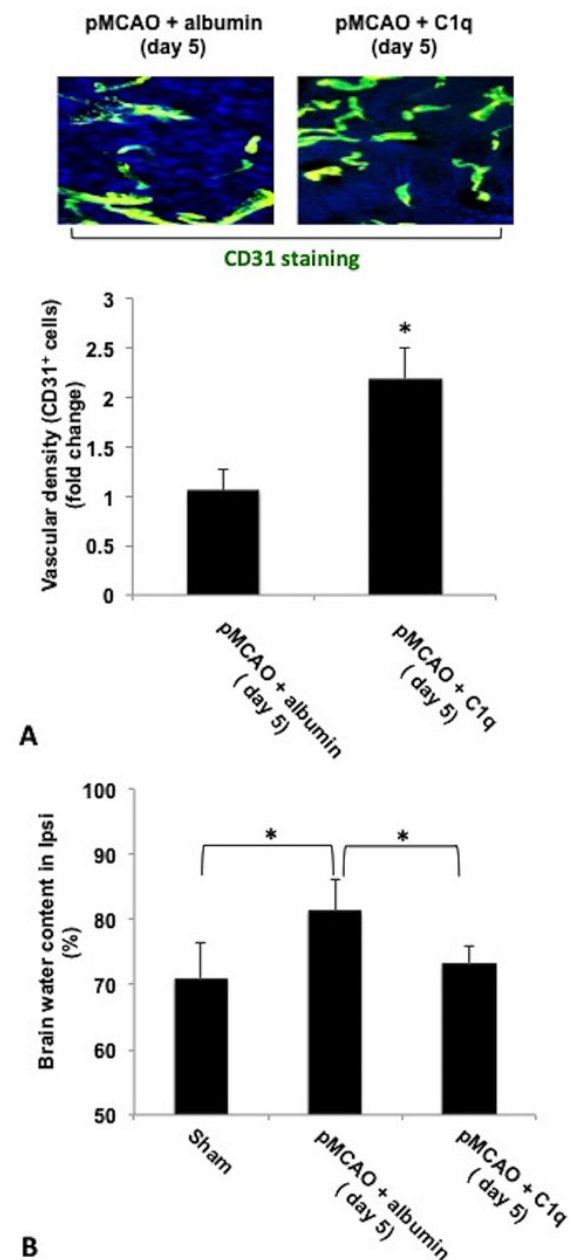 pMCAO + albumin
(day 5)
pMCAO + C1q
(day 5)
CD31 staining
3
2.5
2
1.5
1
0.5
0
Vascular density (CD31⁺ cells)
(fold change)
*
pMCAO + albumin
( day 5)
pMCAO + C1q
( day 5)
A
100
90
80
70
60
50
Brain water content in Ipsi
(%)
*
*
Sham
pMCAO + albumin
( day 5)
pMCAO + C1q
( day 5)
B